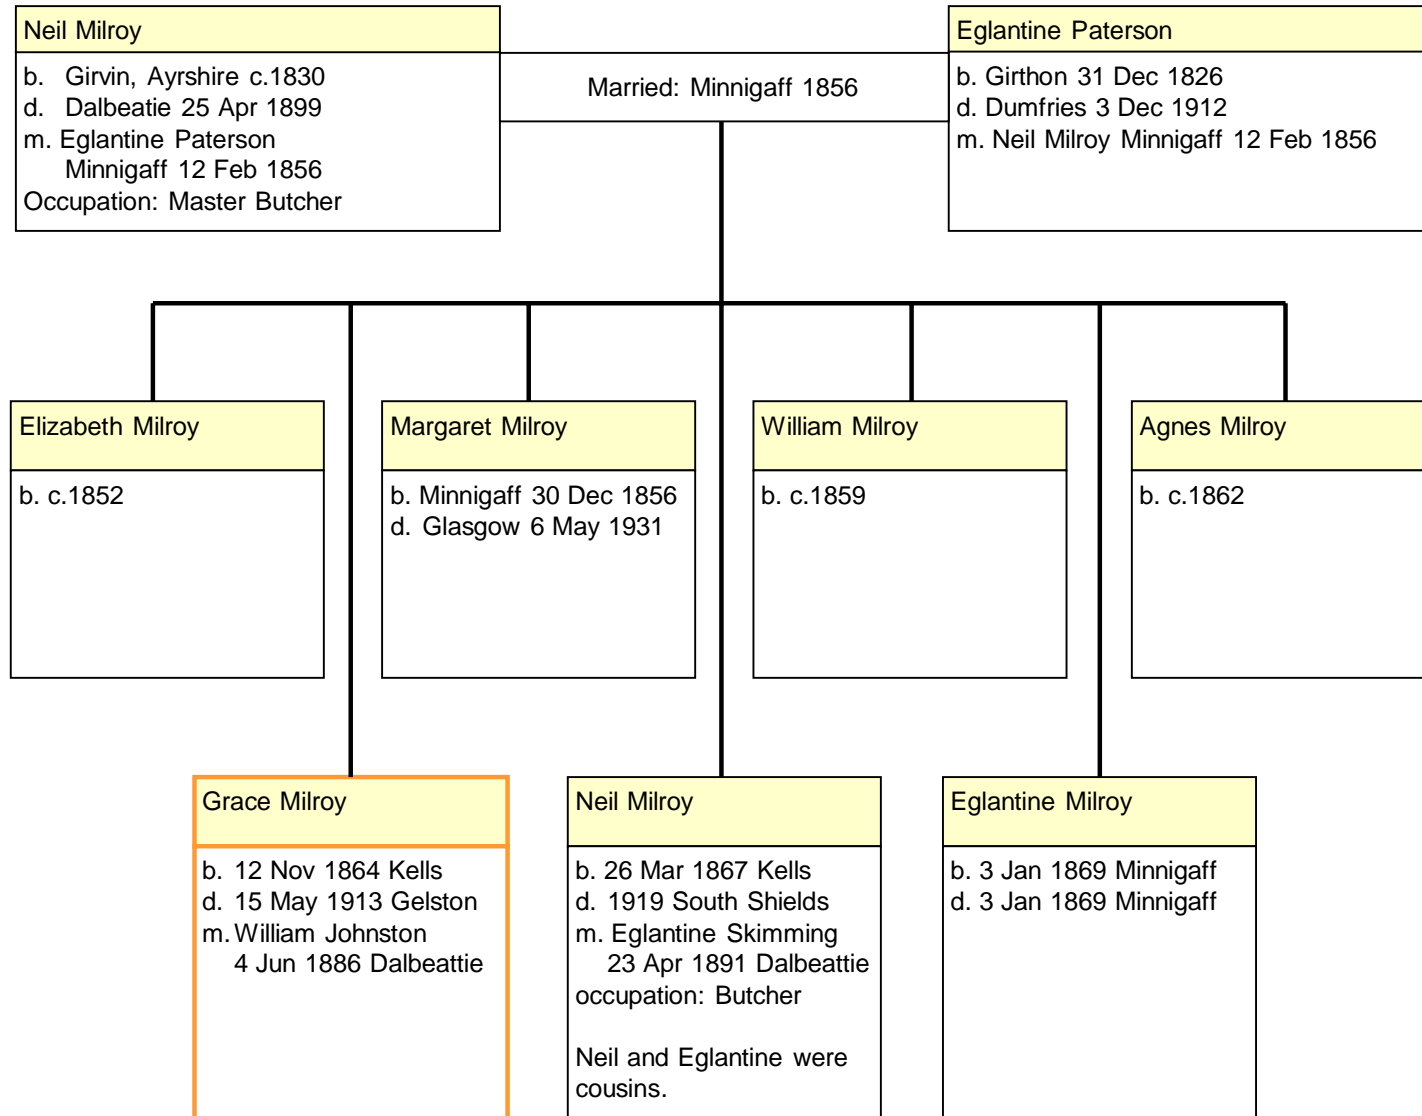 Neil Milroy
b. Girvin, Ayrshire c.1830
d. Dalbeatie 25 Apr 1899
m. Eglantine Paterson
Minnigaff 12 Feb 1856
Occupation: Master Butcher
Married: Minnigaff 1856
Eglantine Paterson
b. Girthon 31 Dec 1826
d. Dumfries 3 Dec 1912
m. Neil Milroy Minnigaff 12 Feb 1856
Elizabeth Milroy
b. c.1852
Margaret Milroy
b. Minnigaff 30 Dec 1856
d. Glasgow 6 May 1931
William Milroy
b. c.1859
Agnes Milroy
b. c.1862
Grace Milroy
b. 12 Nov 1864 Kells
d. 15 May 1913 Gelston
m. William Johnston
4 Jun 1886 Dalbeattie
Neil Milroy
b. 26 Mar 1867 Kells
d. 1919 South Shields
m. Eglantine Skimming
23 Apr 1891 Dalbeattie
occupation: Butcher
Neil and Eglantine were
cousins.
Eglantine Milroy
b. 3 Jan 1869 Minnigaff
d. 3 Jan 1869 Minnigaff